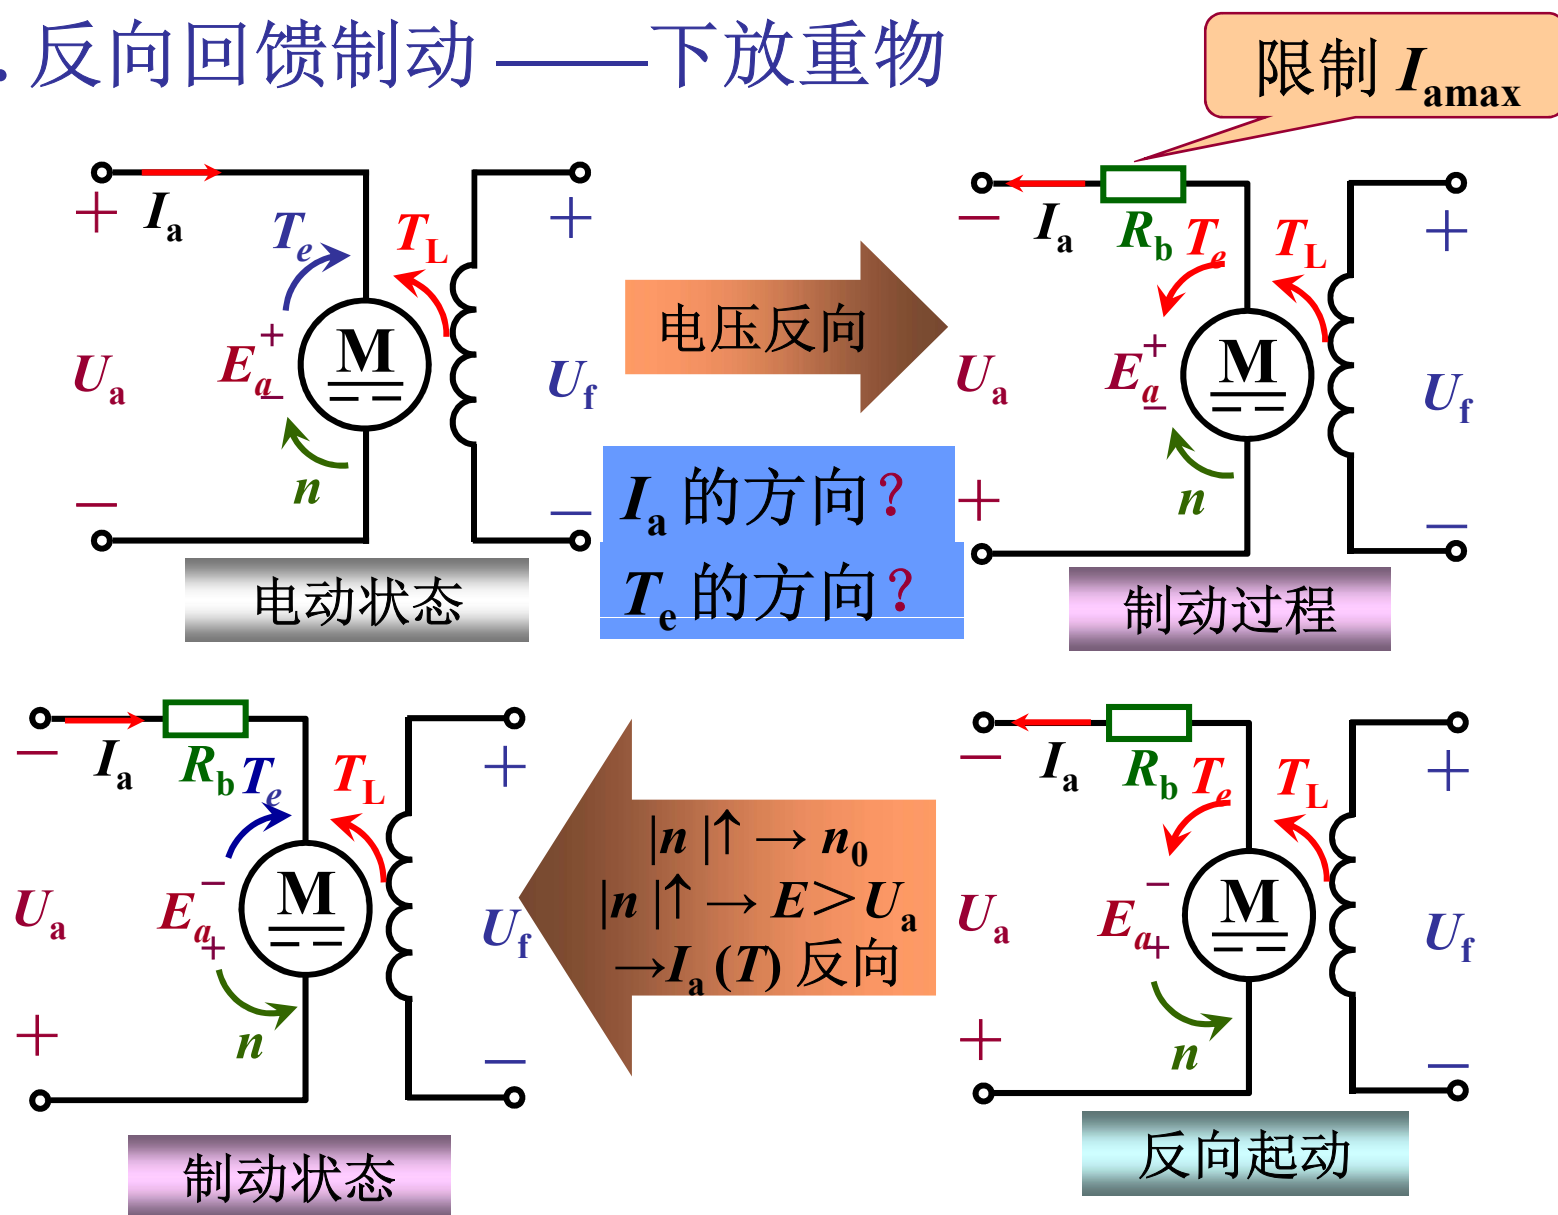 . 反向回馈制动 ——下放重物
限制 Iamax
+ Ia Te TL +
Ua Ea + − M Uf
n
− −
电动状态
电压反向
Ia 的方向?
Te 的方向?
− Ia Rb Te TL +
Ua Ea + − M Uf
n
+ −
制动过程
− Ia Rb Te TL +
Ua Ea − + M Uf
n
+ −
反向起动
|n|↑ → n0
|n|↑ → E>Ua
→Ia (T) 反向
− Ia Rb Te TL +
Ua Ea − + M Uf
n
+ −
制动状态